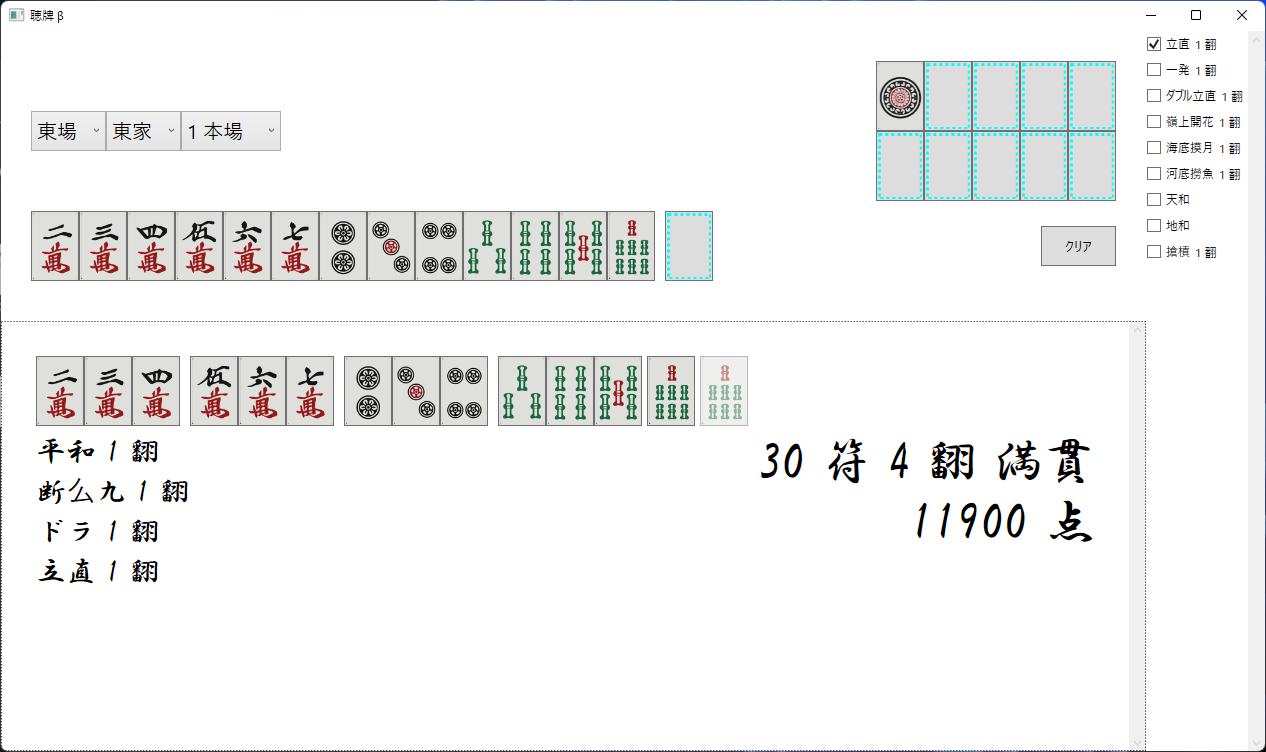 聴牌 β
立直 1 翻
一発 1 翻
ダブル立直 1 翻
嶺上開花 1 翻
海底摸月 1 翻
河底撈魚 1 翻
天和
地和
搶槓 1 翻
東場 東家 1 本場
クリア
二萬 三萬 四萬 伍萬 六萬 七萬
二萬 三萬 四萬 伍萬 六萬 七萬
平和 1 翻
断么九 1 翻
ドラ 1 翻
立直 1 翻
30 符 4 翻 満貫
11900 点